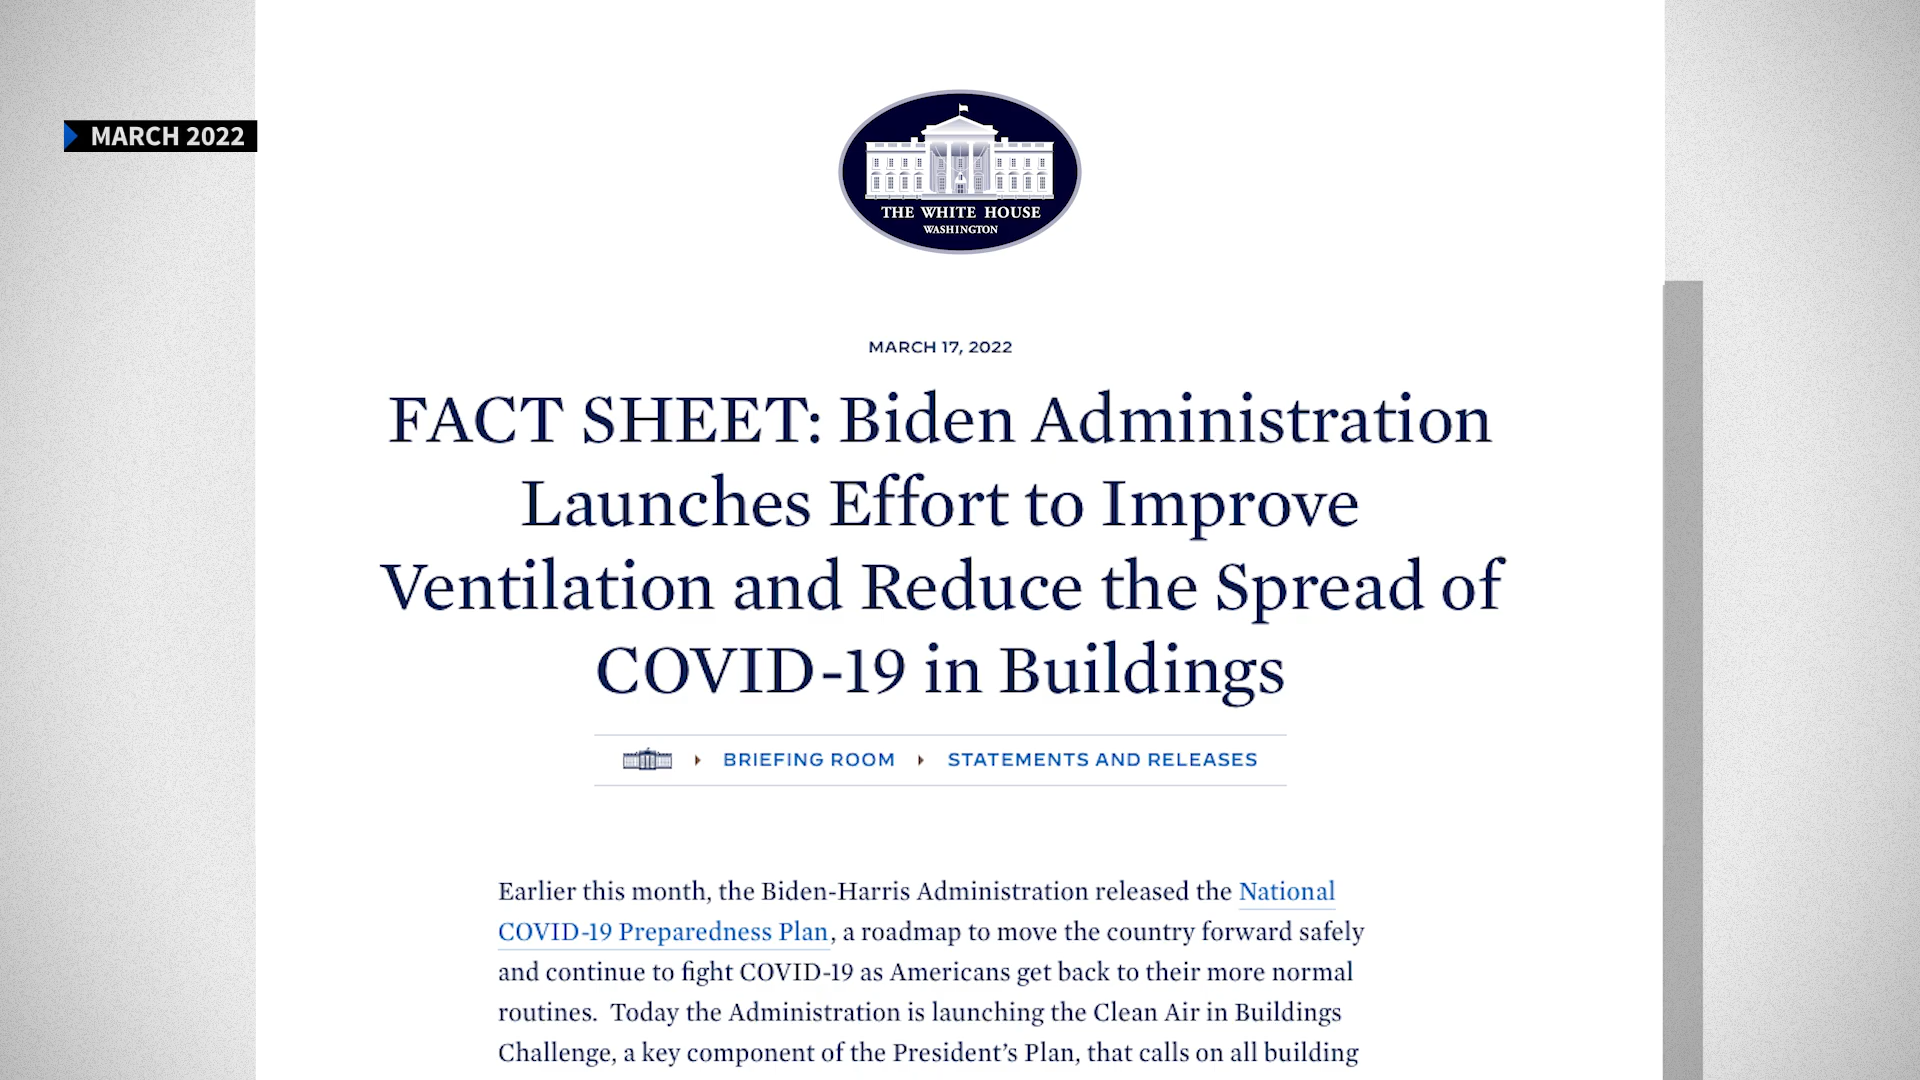 MARCH 2022
THE WHITE HOUSE
WASHINGTON
MARCH 17, 2022
FACT SHEET: Biden Administration
Launches Effort to Improve
Ventilation and Reduce the Spread of
COVID-19 in Buildings
BRIEFING ROOM STATEMENTS AND RELEASES
Earlier this month, the Biden-Harris Administration released the National
COVID-19 Preparedness Plan, a roadmap to move the country forward safely
and continue to fight COVID-19 as Americans get back to their more normal
routines.  Today the Administration is launching the Clean Air in Buildings
Challenge, a key component of the President’s Plan, that calls on all building